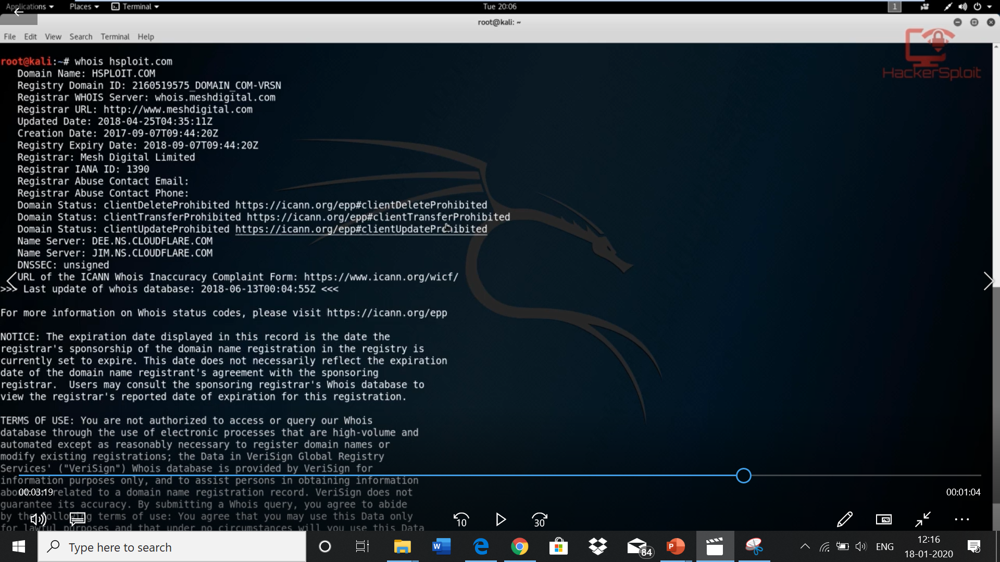 Applications Places Terminal Tue 20:06 1
root@kali: ~
File Edit View Search Terminal Help
HackerSploit
root@kali:~# whois hsploit.com
Domain Name: HSPLOIT.COM
Registry Domain ID: 2160519575_DOMAIN_COM-VRSN
Registrar WHOIS Server: whois.meshdigital.com
Registrar URL: http://www.meshdigital.com
Updated Date: 2018-04-25T04:35:11Z
Creation Date: 2017-09-07T09:44:20Z
Registry Expiry Date: 2018-09-07T09:44:20Z
Registrar: Mesh Digital Limited
Registrar IANA ID: 1390
Registrar Abuse Contact Email:
Registrar Abuse Contact Phone:
Domain Status: clientDeleteProhibited https://icann.org/epp#clientDeleteProhibited
Domain Status: clientTransferProhibited https://icann.org/epp#clientTransferProhibited
Domain Status: clientUpdateProhibited https://icann.org/epp#clientUpdateProhibited
Name Server: DEE.NS.CLOUDFLARE.COM
Name Server: JIM.NS.CLOUDFLARE.COM
DNSSEC: unsigned
URL of the ICANN Whois Inaccuracy Complaint Form: https://www.icann.org/wicf/
>>> Last update of whois database: 2018-06-13T00:04:55Z <<<
For more information on Whois status codes, please visit https://icann.org/epp
NOTICE: The expiration date displayed in this record is the date the
registrar's sponsorship of the domain name registration in the registry is
currently set to expire. This date does not necessarily reflect the expiration
date of the domain name registrant's agreement with the sponsoring
registrar. Users may consult the sponsoring registrar's Whois database to
view the registrar's reported date of expiration for this registration.
TERMS OF USE: You are not authorized to access or query our Whois
database through the use of electronic processes that are high-volume and
automated except as reasonably necessary to register domain names or
modify existing registrations; the Data in VeriSign Global Registry
Services' ("VeriSign") Whois database is provided by VeriSign for
information purposes only, and to assist persons in obtaining information
related to a domain name registration record. VeriSign does not
00:03:19 00:01:04
guarantee its accuracy. By submitting a Whois query, you agree to abide
by the following terms of use: You agree that you may use this Data only
for lawful purposes and that under no circumstances will you use this Data
10 30
Type here to search
84
ENG
12:16
18-01-2020